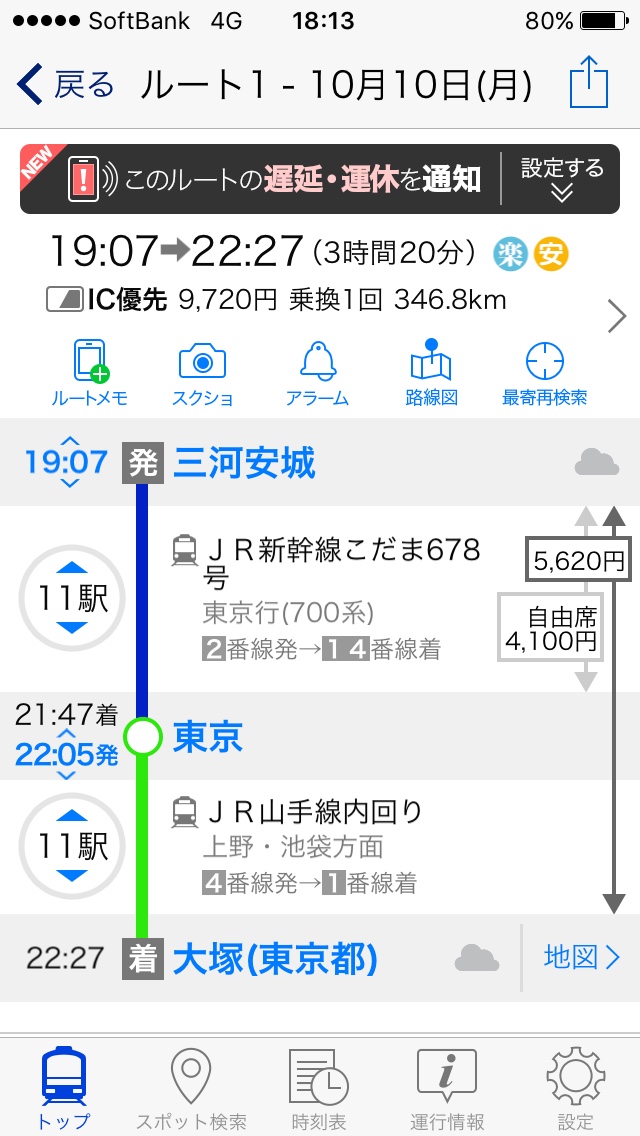 SoftBank 4G 18:13 80%
戻る ルート1 - 10月10日(月)
NEW このルートの遅延・運休を通知 設定する
19:07➡22:27 (3時間20分) 楽 安
IC優先 9,720円 乗換1回 346.8km
ルートメモ スクショ アラーム 路線図 最寄再検索
19:07 発 三河安城
ＪＲ新幹線こだま678
号
5,620円
11駅
東京行(700系)
自由席
4,100円
2番線発→14番線着
21:47着
22:05発
東京
ＪＲ山手線内回り
11駅
上野・池袋方面
4番線発→1番線着
22:27 着 大塚(東京都) 地図
トップ スポット検索 時刻表 運行情報 設定